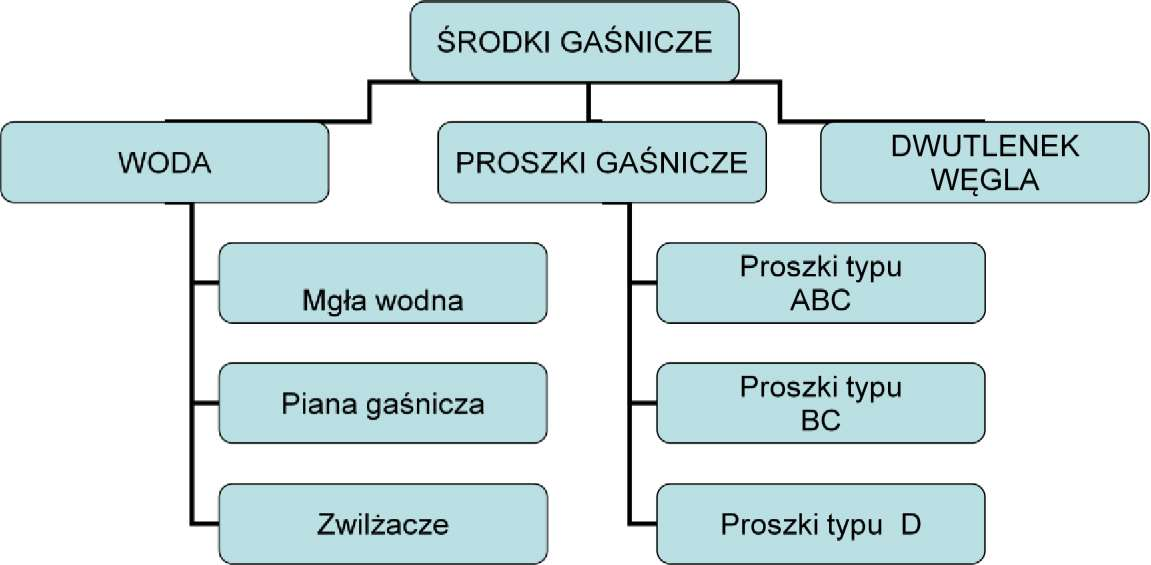 ŚRODKI GAŚNICZE
WODA
PROSZKI GAŚNICZE
DWUTLENEK
WĘGLA
Mgła wodna
Piana gaśnicza
Zwilżacze
Proszki typu
ABC
Proszki typu
BC
Proszki typu D